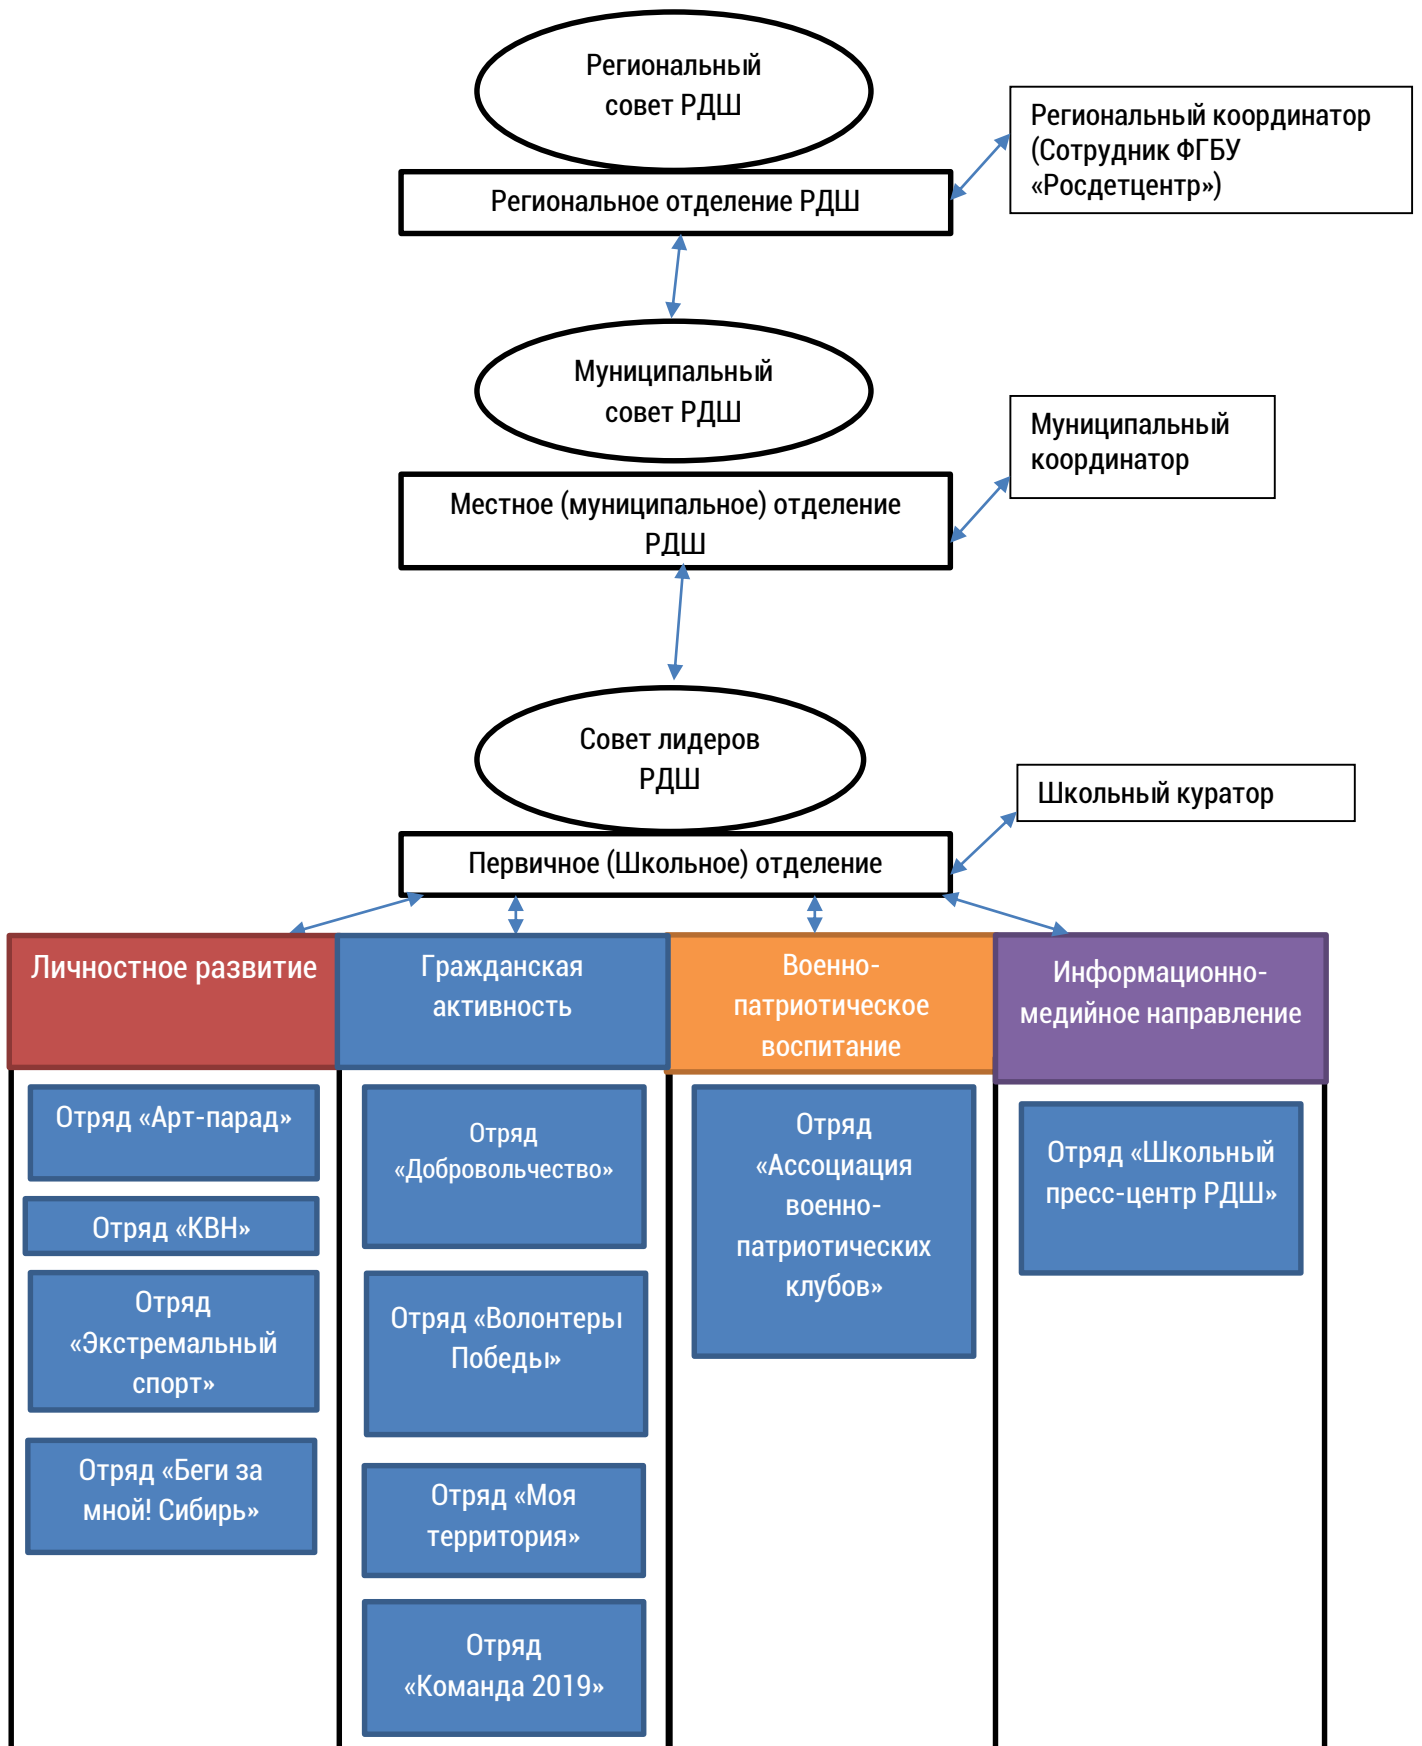 Региональный
совет РДШ
Региональный координатор
(Сотрудник ФГБУ
«Росдетцентр»)
Региональное отделение РДШ
Муниципальный
совет РДШ
Муниципальный
координатор
Местное (муниципальное) отделение
РДШ
Совет лидеров
РДШ
Школьный куратор
Первичное (Школьное) отделение
Личностное развитие
Гражданская
активность
Военно-
патриотическое
воспитание
Информационно-
медийное направление
Отряд «Арт-парад»
Отряд «КВН»
Отряд
«Экстремальный
спорт»
Отряд «Беги за
мной! Сибирь»
Отряд
«Добровольчество»
Отряд «Волонтеры
Победы»
Отряд «Моя
территория»
Отряд
«Команда 2019»
Отряд
«Ассоциация
военно-
патриотических
клубов»
Отряд «Школьный
пресс-центр РДШ»